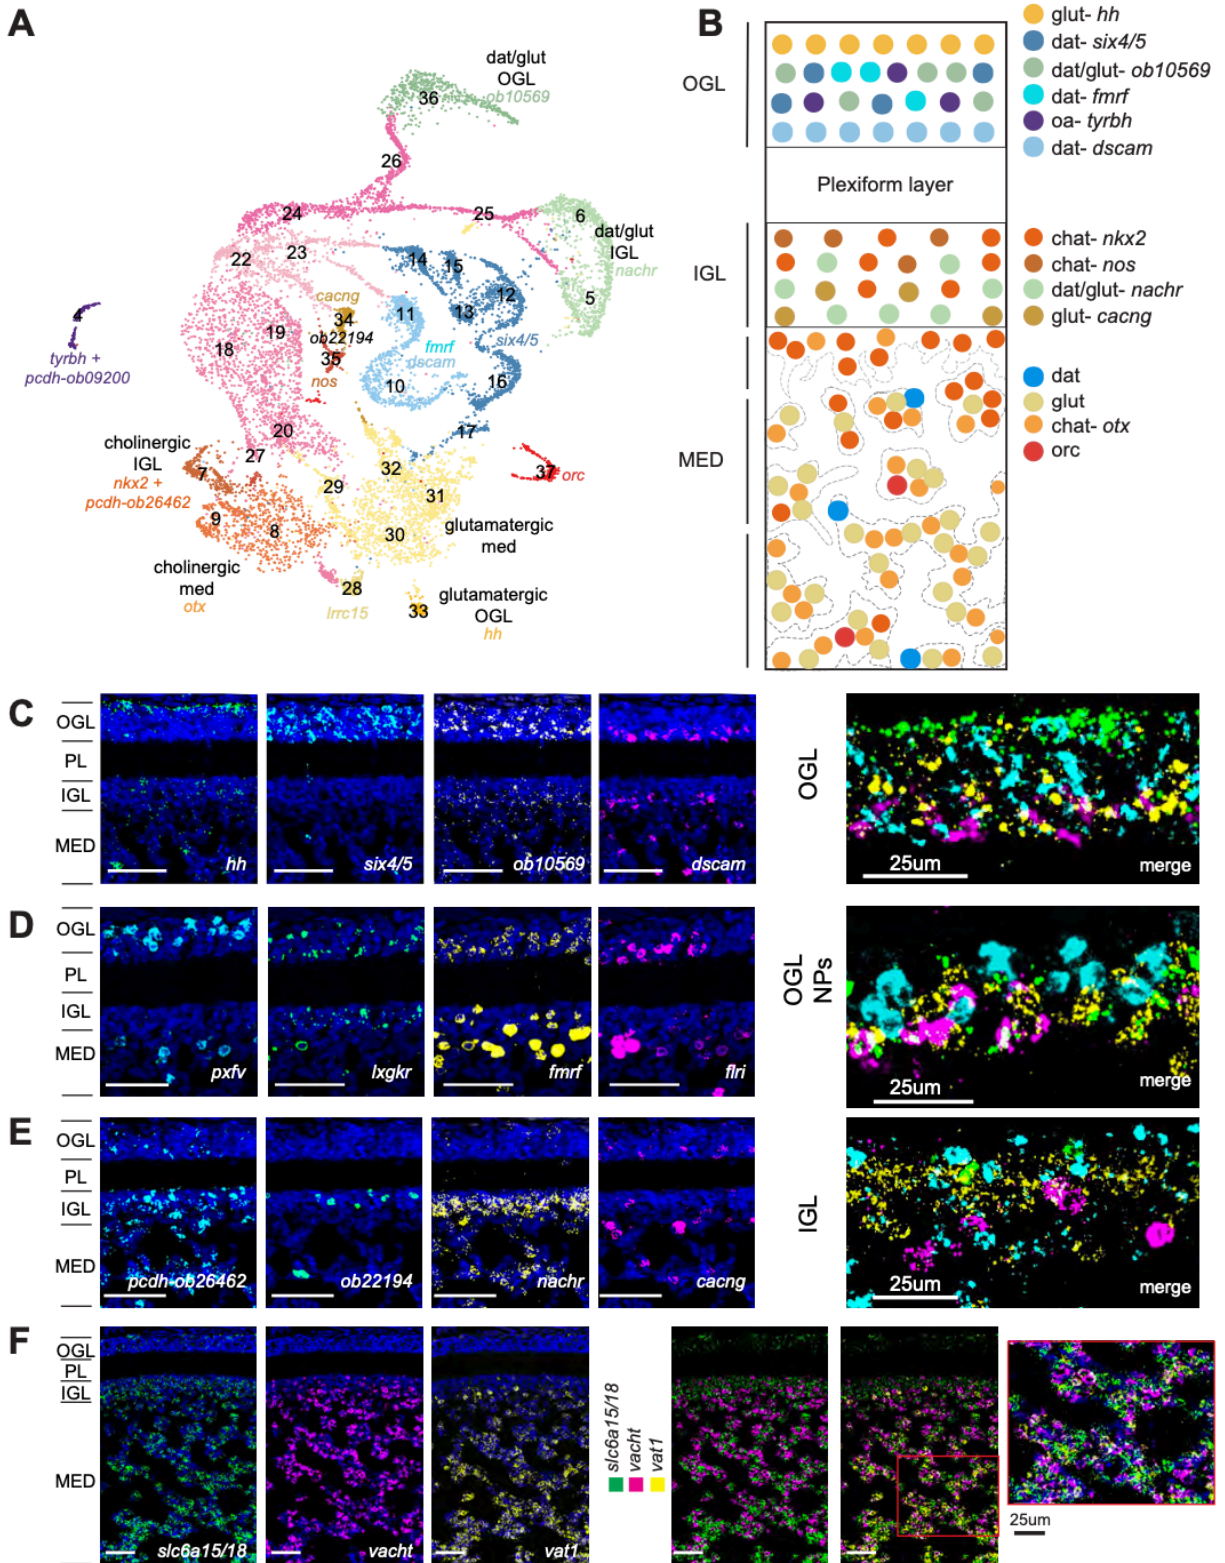 A
dat/glut
OGL
ob10569
36
26
24
25
6
dat/glut
IGL
nachr
22
23
14
15
12
5
cacng
34
11
13
4
19
ob22194
fmrf
six4/5
18
35
dscam
tyrbh +
pcdh-ob09200
nos
10
16
20
17
cholinergic
IGL
27
32
37
orc
nkx2 +
pcdh-ob26462
7
29
31
9
8
30
glutamatergic
med
cholinergic
med
otx
28
lrrc15
33
glutamatergic
OGL
hh
B
OGL
Plexiform layer
IGL
MED
glut- hh
dat- six4/5
dat/glut- ob10569
dat- fmrf
oa- tyrbh
dat- dscam
chat- nkx2
chat- nos
dat/glut- nachr
glut- cacng
dat
glut
chat- otx
orc
C
OGL
PL
IGL
MED
hh
six4/5
ob10569
dscam
OGL
25um
merge
D
OGL
PL
IGL
MED
pxfv
lxgkr
fmrf
flri
OGL
NPs
25um
merge
E
OGL
PL
IGL
MED
pcdh-ob26462
ob22194
nachr
cacng
IGL
25um
merge
F
OGL
PL
IGL
MED
slc6a15/18
vacht
vat1
slc6a15/18
vacht
vat1
25um